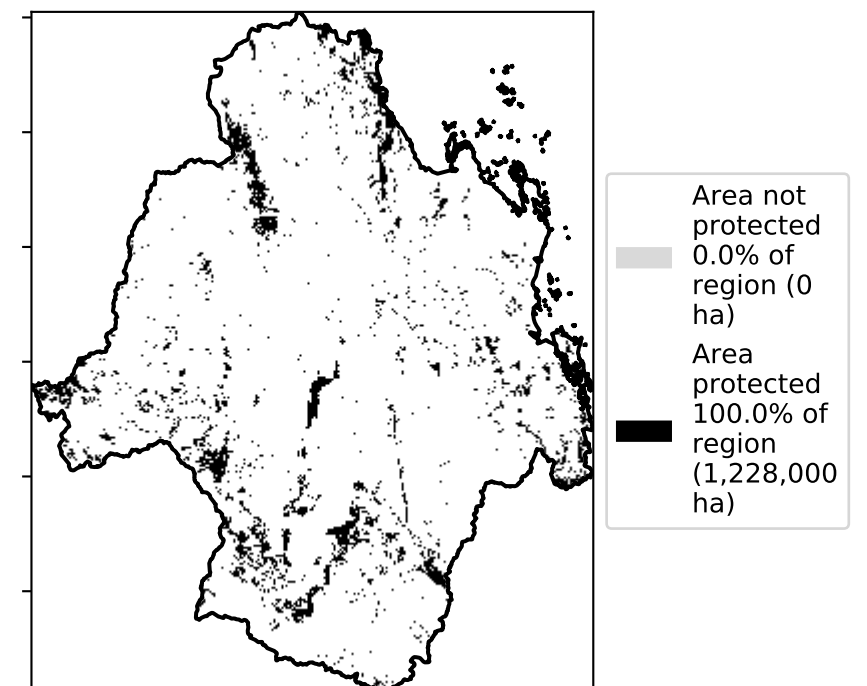 Area not
protected
0.0% of
region (0
ha)
Area
protected
100.0% of
region
(1,228,000
ha)